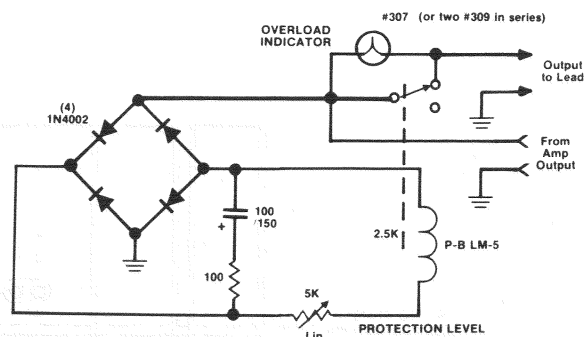 #307 (or two #309 in series)
OVERLOAD
INDICATOR
Output
to Lead
(4)
1N4002
From
Amp
Output
100
/150
+
2.5K
P-B LM-5
100
5K
Lin
PROTECTION LEVEL